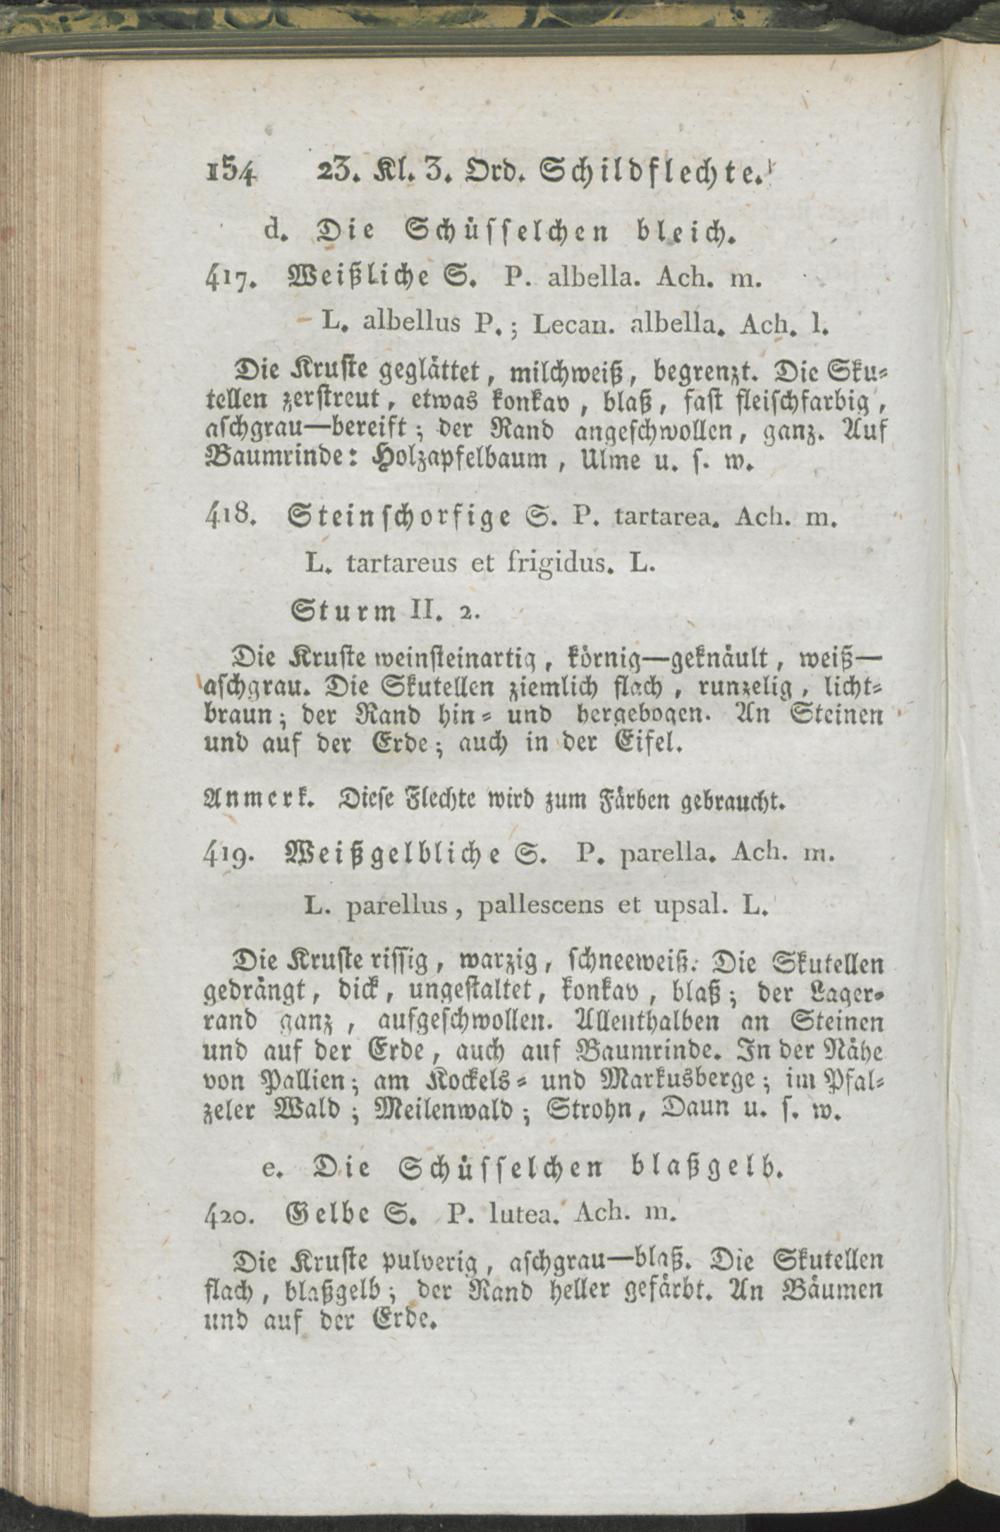 154 23. Kl. 3. Ord. Schildflechte.
d. Die Schüsselchen bleich.
417. Weißliche S. P. albella. Ach. m.
L. albellus P.; Lecan. albella. Ach. l.
Die Kruste geglättet, milchweiß, begrenzt. Die Sku-
tellen zerstreut, etwas konkav, blaß, fast fleischfarbig,
aschgrau—bereift; der Rand angeschwollen, ganz. Auf
Baumrinde: Holzapfelbaum, Ulme u. s. w.
418. Steinschorfige S. P. tartarea. Ach. m.
L. tartareus et frigidus. L.
Sturm II. 2.
Die Kruste weinsteinartig, körnig—geknäult, weiß—
aschgrau. Die Skutellen ziemlich flach, runzelig, licht-
braun; der Rand hin- und hergebogen. An Steinen
und auf der Erde; auch in der Eifel.
Anmerk. Diese Flechte wird zum Färben gebraucht.
419. Weißgelbliche S. P. parella. Ach. m.
L. parellus, pallescens et upsal. L.
Die Kruste rissig, warzig, schneeweiß. Die Skutellen
gedrängt, dick, ungestaltet, konkav, blaß; der Lager-
rand ganz, aufgeschwollen. Allenthalben an Steinen
und auf der Erde, auch auf Baumrinde. In der Nähe
von Pallien; am Kockels- und Markusberge; im Pfal-
zeler Wald; Meilenwald; Strohn, Daun u. s. w.
e. Die Schüsselchen blaßgelb.
420. Gelbe S. P. lutea. Ach. m.
Die Kruste pulverig, aschgrau—blaß. Die Skutellen
flach, blaßgelb; der Rand heller gefärbt. An Bäumen
und auf der Erde.